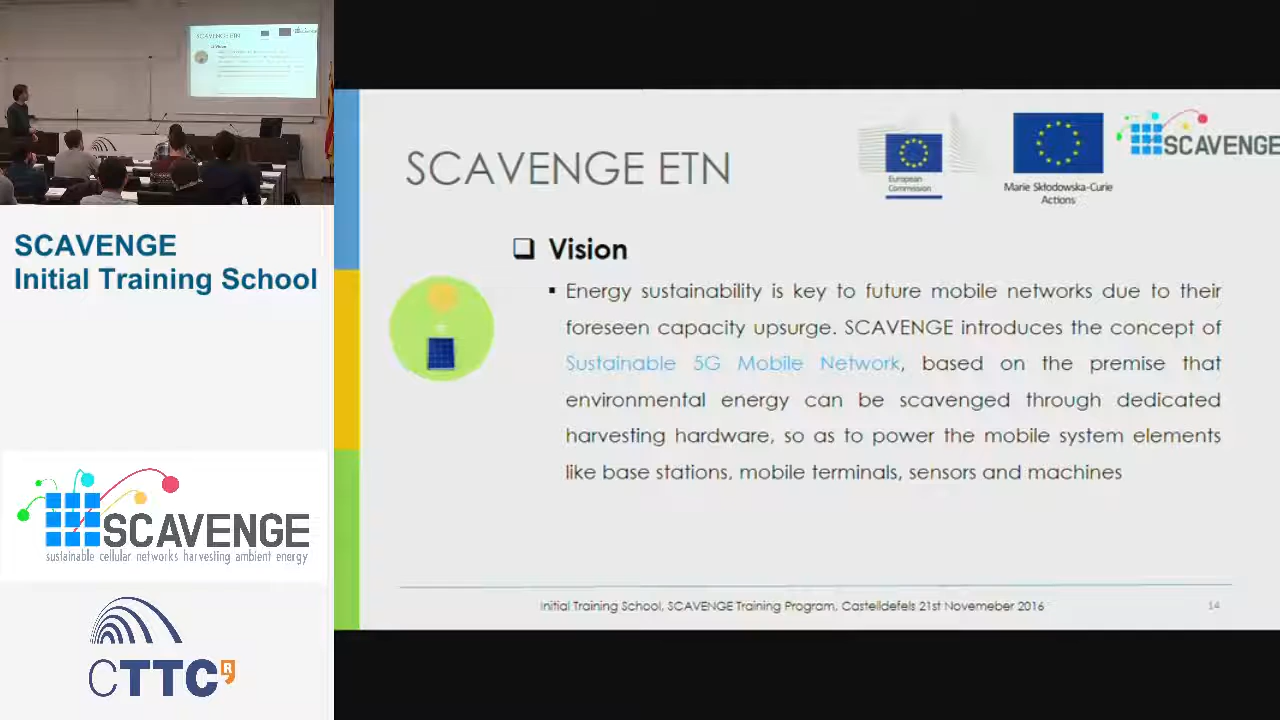 SCAVENGE ETN
SCAVENGE
Initial Training School
SCAVENGE
sustainable cellular networks harvesting ambient energy
CTTC
R
SCAVENGE ETN
European
Commission
Marie Skłodowska-Curie
Actions
SCAVENGE
Vision
Energy sustainability is key to future mobile networks due to their
foreseen capacity upsurge. SCAVENGE introduces the concept of
Sustainable 5G Mobile Network, based on the premise that
environmental energy can be scavenged through dedicated
harvesting hardware, so as to power the mobile system elements
like base stations, mobile terminals, sensors and machines
Initial Training School, SCAVENGE Training Program, Castelldefels 21st Novemeber 2016
14